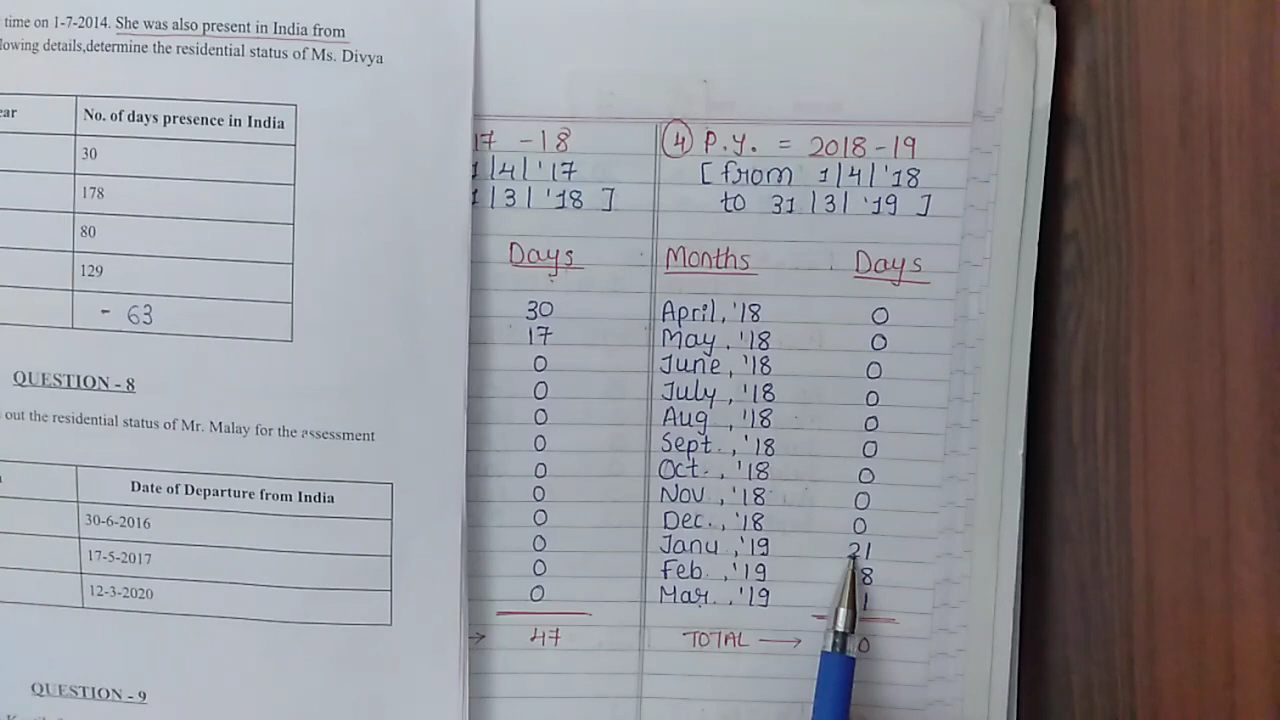 time on 1-7-2014. She was also present in India from
lowing details,determine the residential status of Ms. Divya
ear No. of days presence in India
30
178
80
129
- 63
QUESTION - 8
out the residential status of Mr. Malay for the assessment
Date of Departure from India
30-6-2016
17-5-2017
12-3-2020
QUESTION - 9
17 - 18
1/4/'17
1/3/'18 ]
Days
30
17
0
0
0
0
0
0
0
0
0
0
→ 47
④ P.Y. = 2018-19
[from 1/4/'18
to 31/3/'19 ]
Months Days
April, '18 0
May, '18 0
June, '18 0
July, '18 0
Aug, '18 0
Sept., '18 0
Oct., '18 0
Nov, '18 0
Dec., '18 0
Janu, '19 21
Feb., '19 8
Mar., '19 1
TOTAL → 0